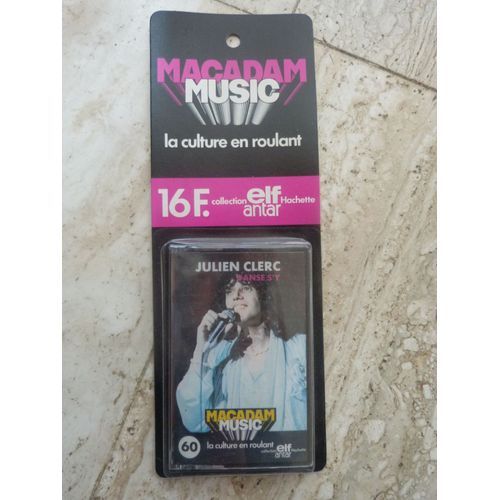 MACADAM
MUSIC
la culture en roulant
16F. collection elf antar Hachette
JULIEN CLERC
DANSE S'Y
MACADAM
MUSIC
60 la culture en roulant collection elf antar Hachette